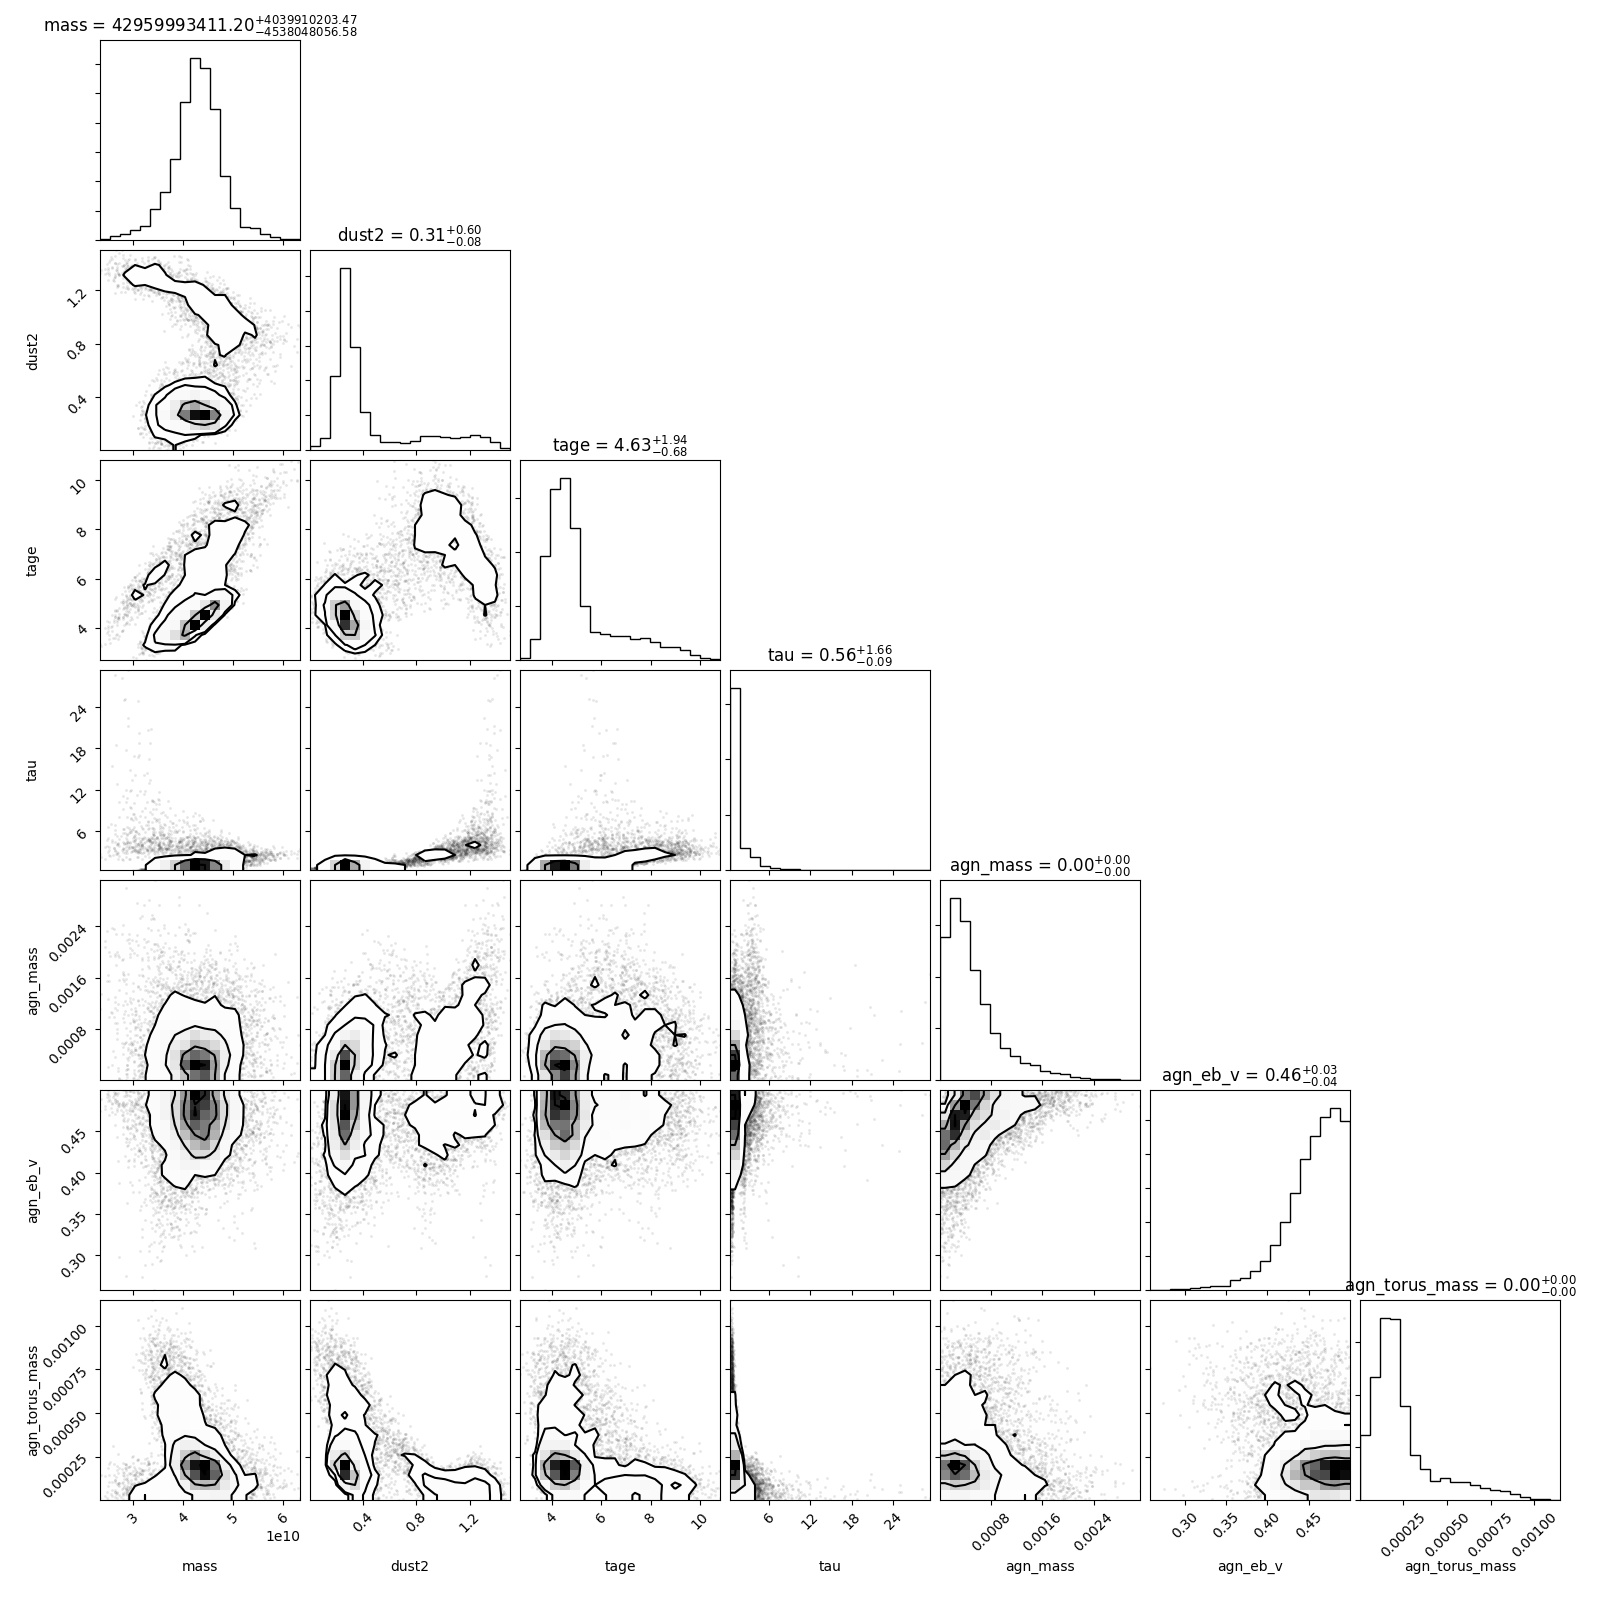 mass = 42959993411.20+4039910203.47−4538048056.58
dust2 = 0.31+0.60−0.08
1.2
0.8
0.4
dust2
tage = 4.63+1.94−0.68
10
8
6
4
tage
tau = 0.56+1.66−0.09
24
18
12
6
tau
agn_mass = 0.00+0.00−0.00
0.0024
0.0016
0.0008
agn_mass
agn_eb_v = 0.46+0.03−0.04
0.45
0.40
0.35
0.30
agn_eb_v
agn_torus_mass = 0.00+0.00−0.00
0.00100
0.00075
0.00050
0.00025
agn_torus_mass
3 4 5 6
1e10
0.4 0.8 1.2
4 6 8 10
6 12 18 24
0.0008 0.0016 0.0024
0.30 0.35 0.40 0.45
0.00025 0.00050 0.00075 0.00100
mass dust2 tage tau agn_mass agn_eb_v agn_torus_mass